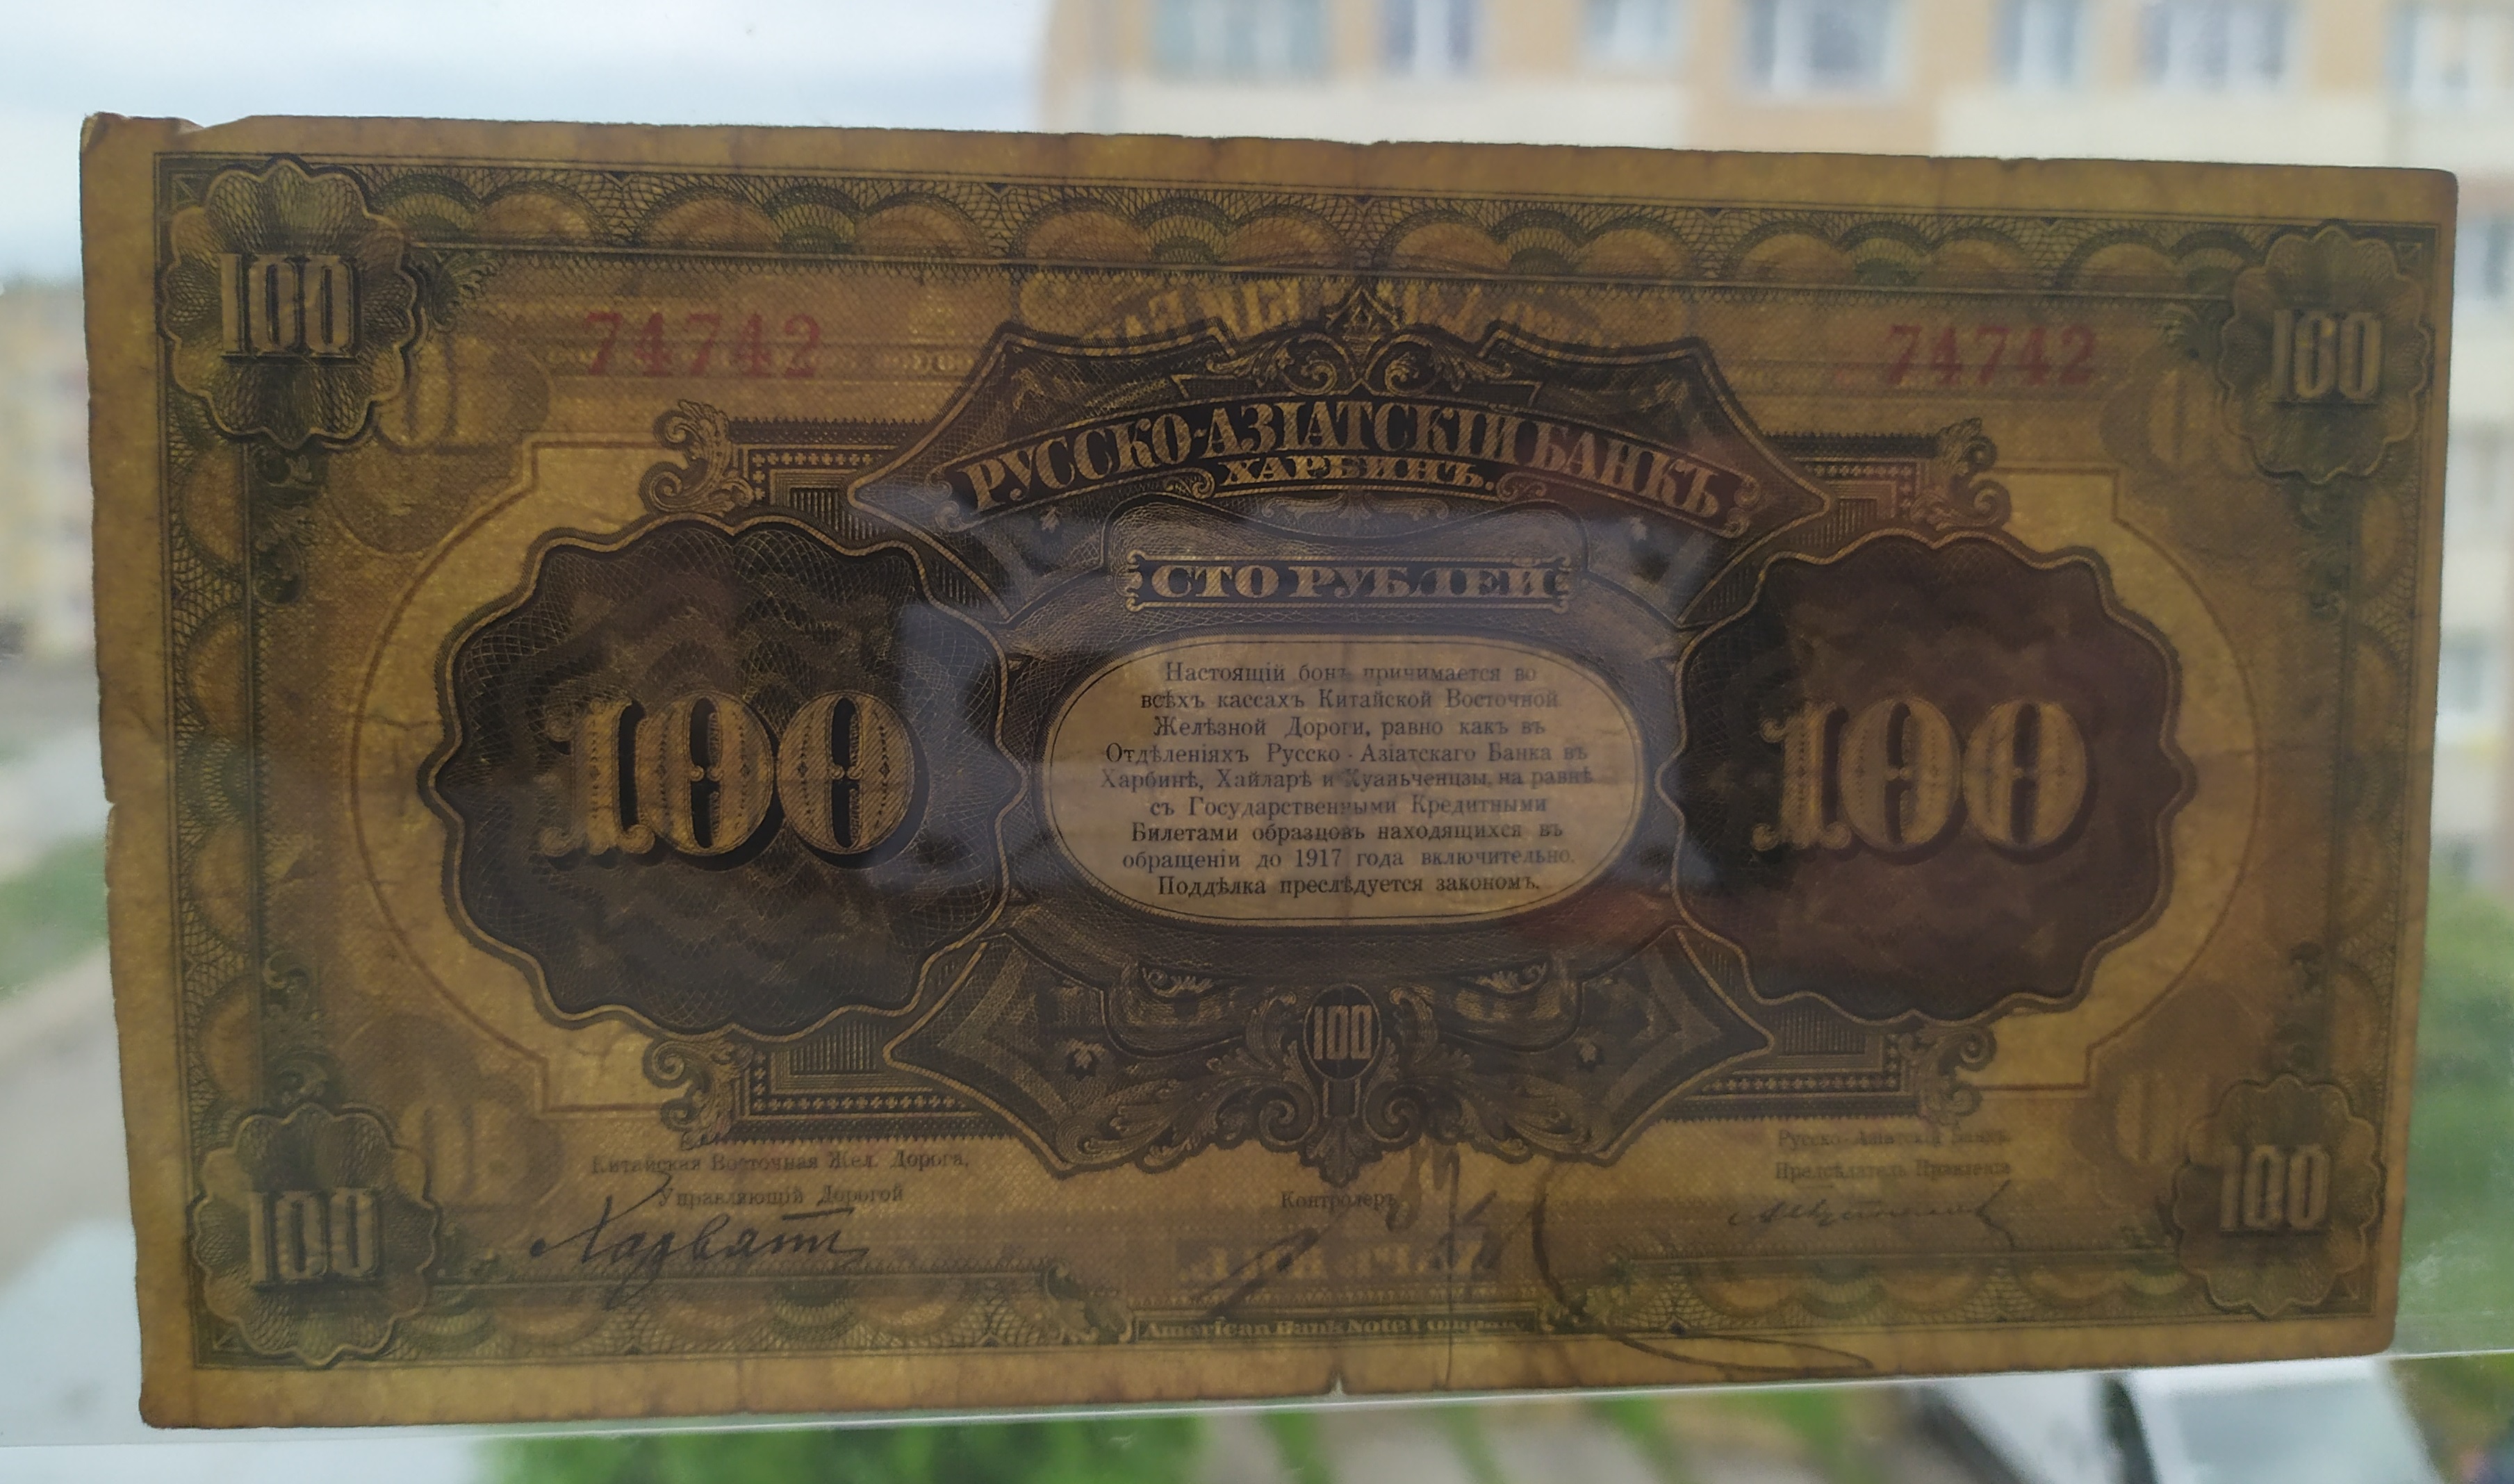 100
100
74742
74742
РУССКО-АЗІАТСКІЙ БАНКЪ
ХАРБИНЪ.
СТО РУБЛЕЙ
100
100
Настоящій бонъ принимается во
всѣхъ кассахъ Китайской Восточной
Желѣзной Дороги, равно какъ въ
Отдѣленіяхъ Русско-Азіатскаго Банка въ
Харбинѣ, Хайларѣ и Куаньченцзы, на равнѣ
съ Государственными Кредитными
Билетами образцовъ находящихся въ
обращеніи до 1917 года включительно.
Поддѣлка преслѣдуется закономъ.
100
Китайская Восточная Жел. Дорога,
Управляющій Дорогой
Хорватъ
Контролеръ
Русско-Азіатскій Банкъ
Предсѣдатель Правленія
100
100
American Bank Note Company